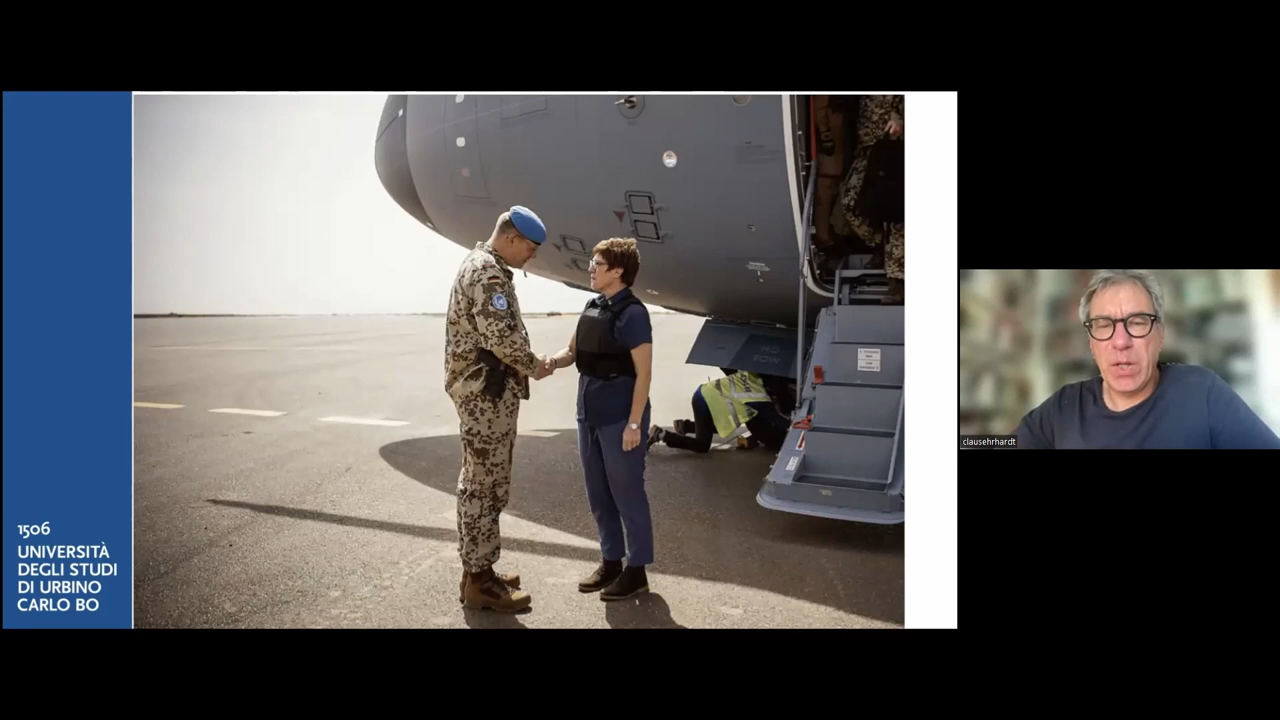 1506
UNIVERSITÀ
DEGLI STUDI
DI URBINO
CARLO BO
clausehrhardt